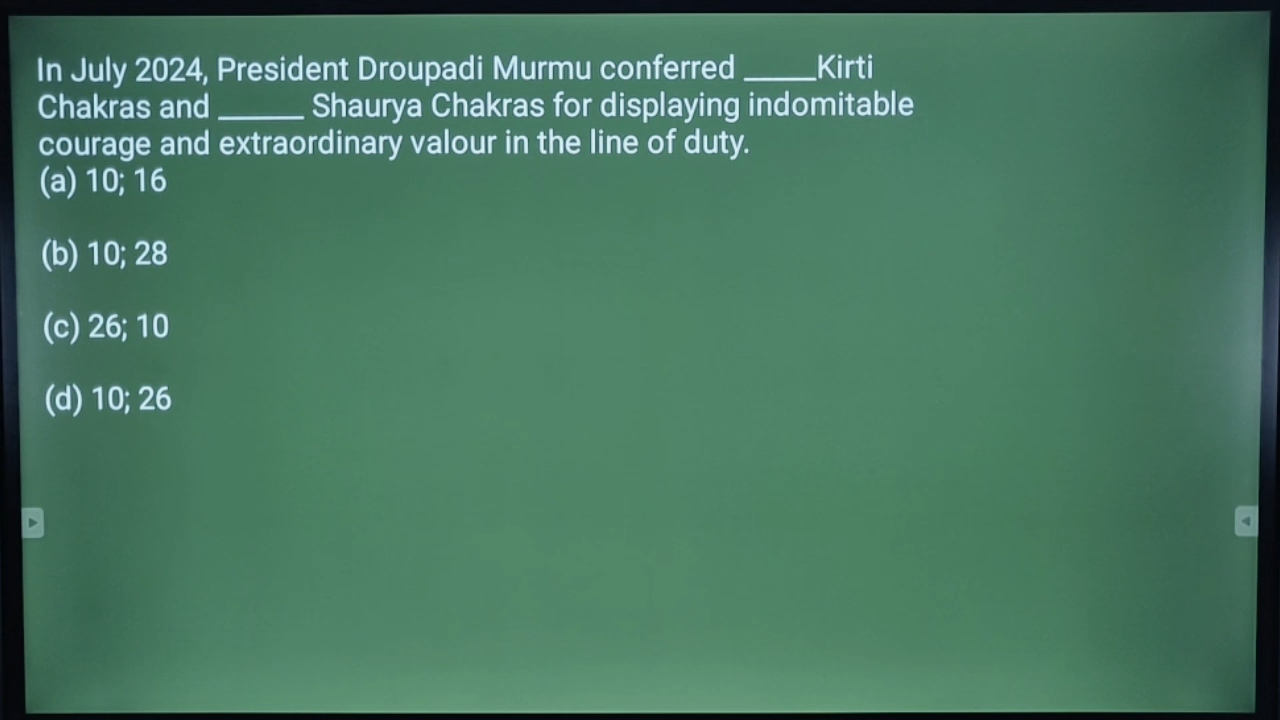 In July 2024, President Droupadi Murmu conferred _____Kirti
Chakras and ______ Shaurya Chakras for displaying indomitable
courage and extraordinary valour in the line of duty.
(a) 10; 16
(b) 10; 28
(c) 26; 10
(d) 10; 26